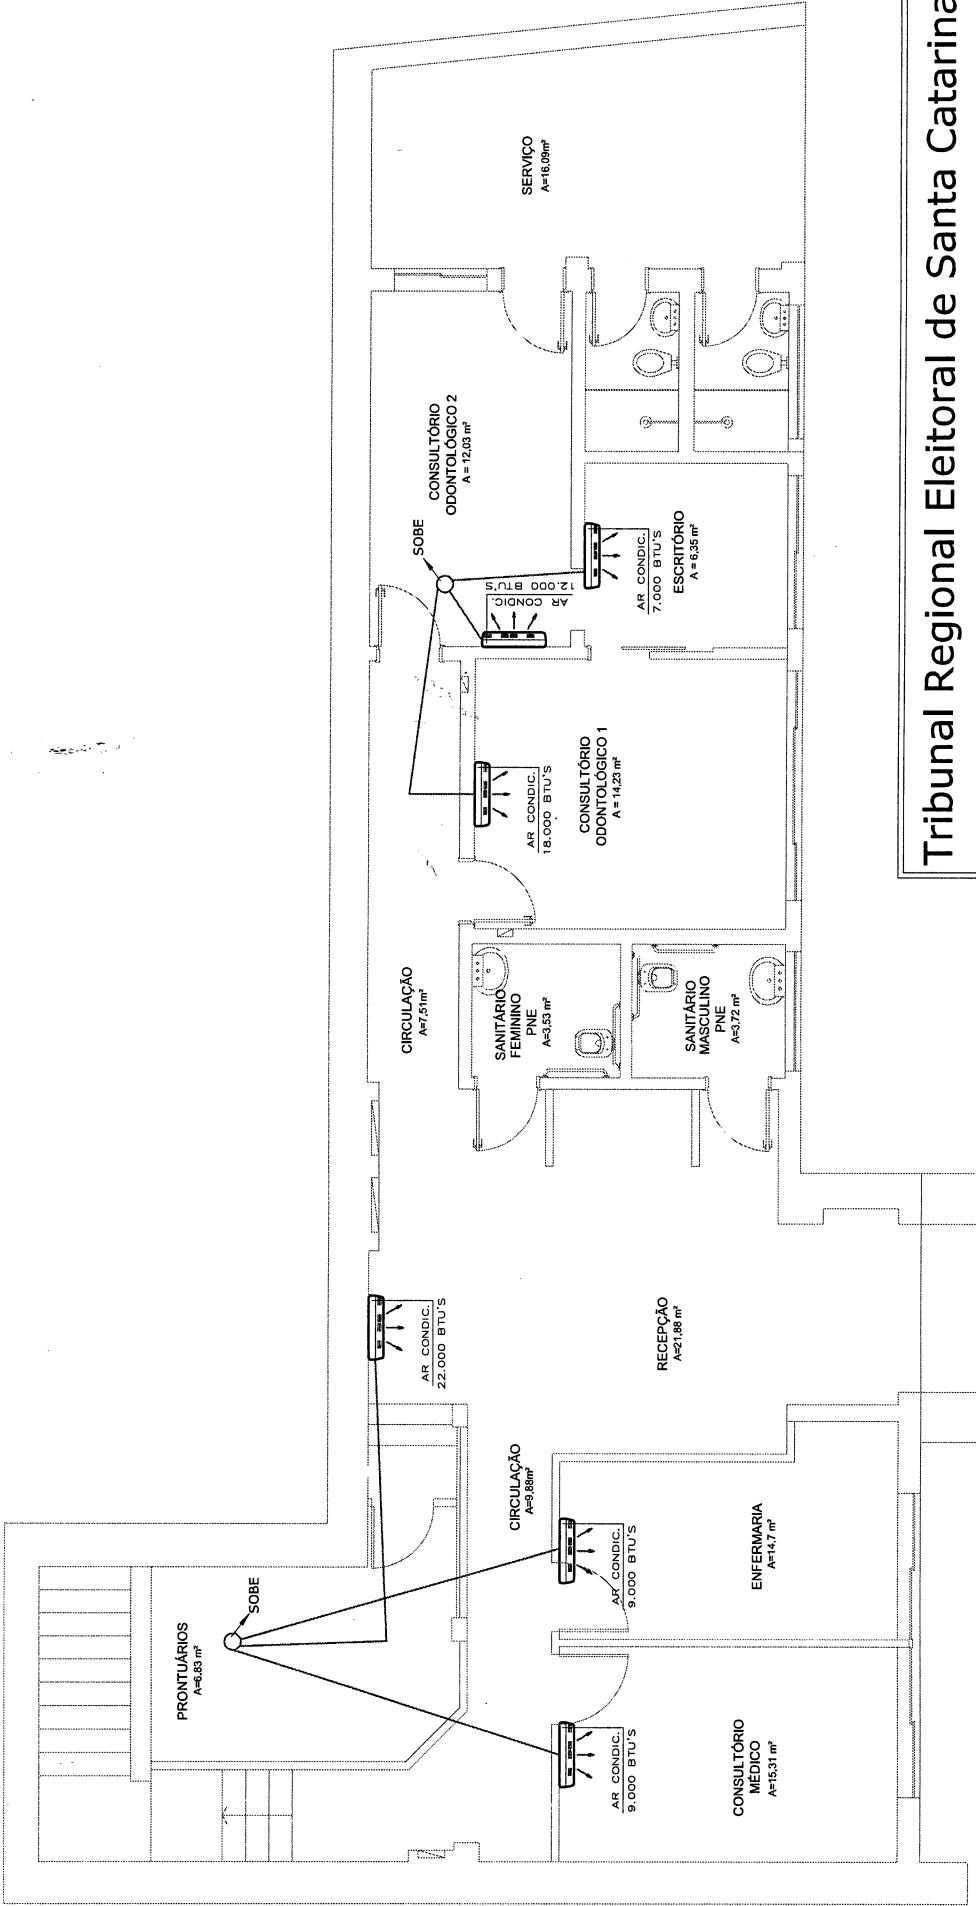 PRONTUÁRIOS
A=6.83 m²
SOBE
AR CONDIC.
22.000 BTU'S
CIRCULAÇÃO
A=7,51m²
SOBE
CONSULTÓRIO
ODONTOLÓGICO 2
A = 12,03 m²
AR CONDIC.
12.000 BTU'S
SERVIÇO
A=16,09m²
CIRCULAÇÃO
A=9,88m²
SANITÁRIO
FEMININO
PNE
A=3,53 m²
AR CONDIC.
18.000 BTU'S
CONSULTÓRIO
ODONTOLÓGICO 1
A = 14,23 m²
AR CONDIC.
7.000 BTU'S
ESCRITÓRIO
A = 6,35 m²
AR CONDIC.
9.000 BTU'S
AR CONDIC.
9.000 BTU'S
RECEPÇÃO
A=21,88 m²
SANITÁRIO
MASCULINO
PNE
A=3,72 m²
CONSULTÓRIO
MÉDICO
A=15,31 m²
ENFERMARIA
A=14,7 m²
Tribunal Regional Eleitoral de Santa Catarina